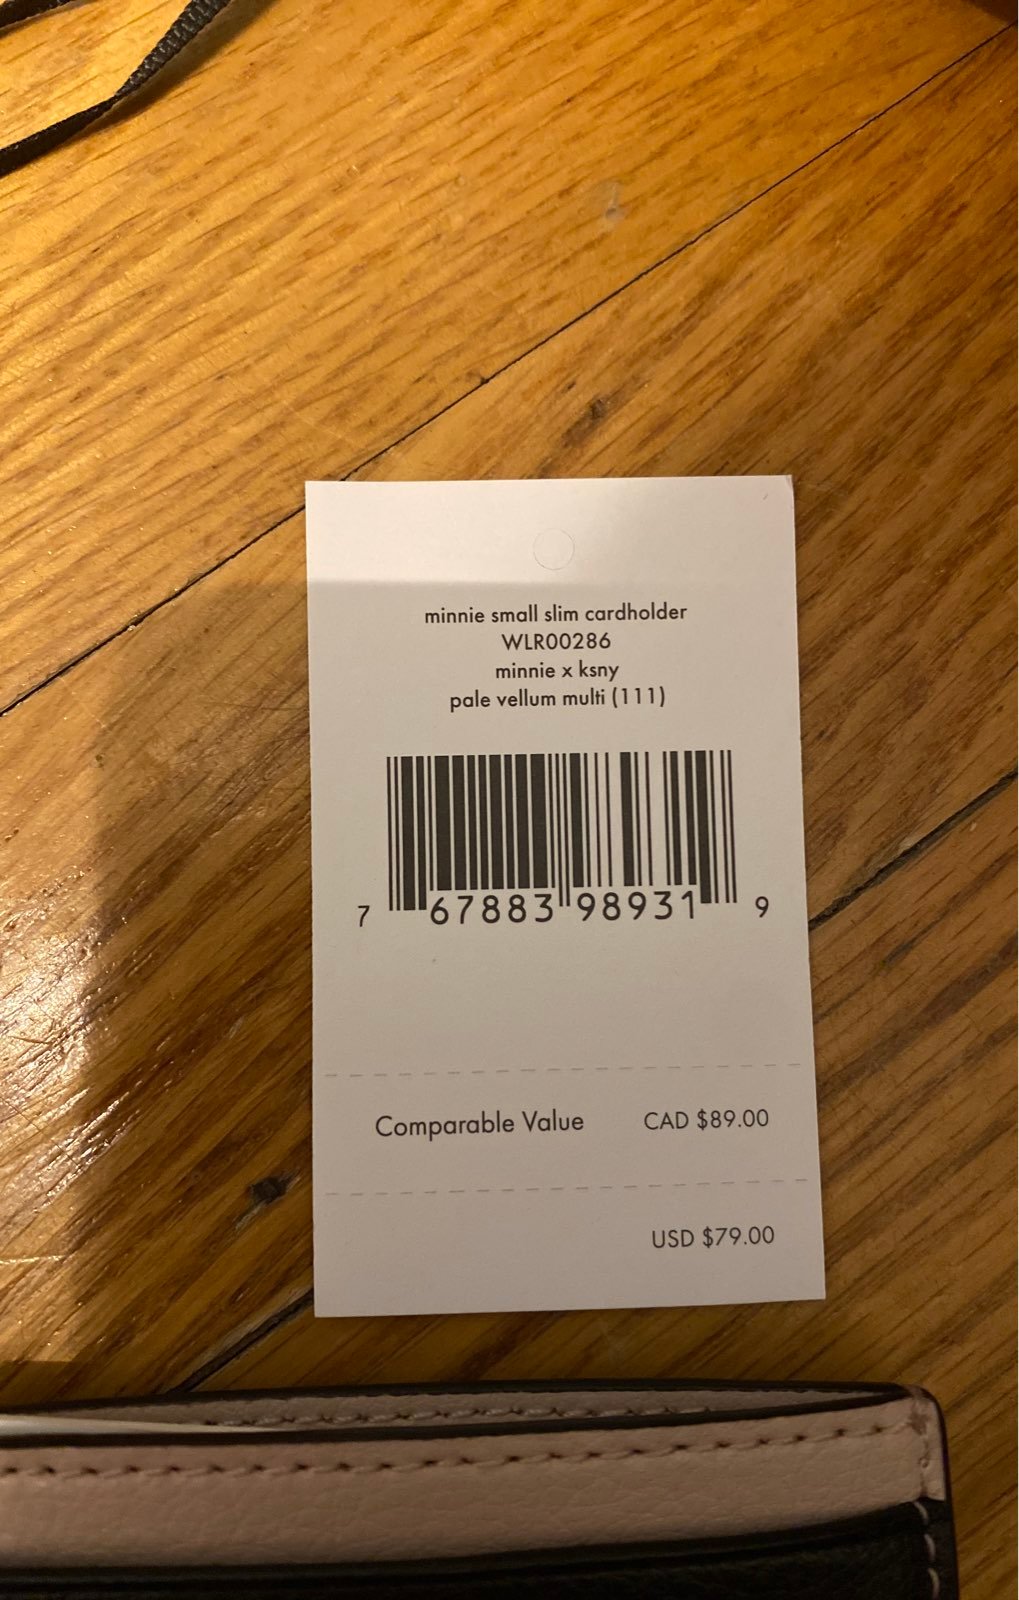 minnie small slim cardholder
WLR00286
minnie x ksny
pale vellum multi (111)
7 67883 98931 9
Comparable Value CAD $89.00
USD $79.00